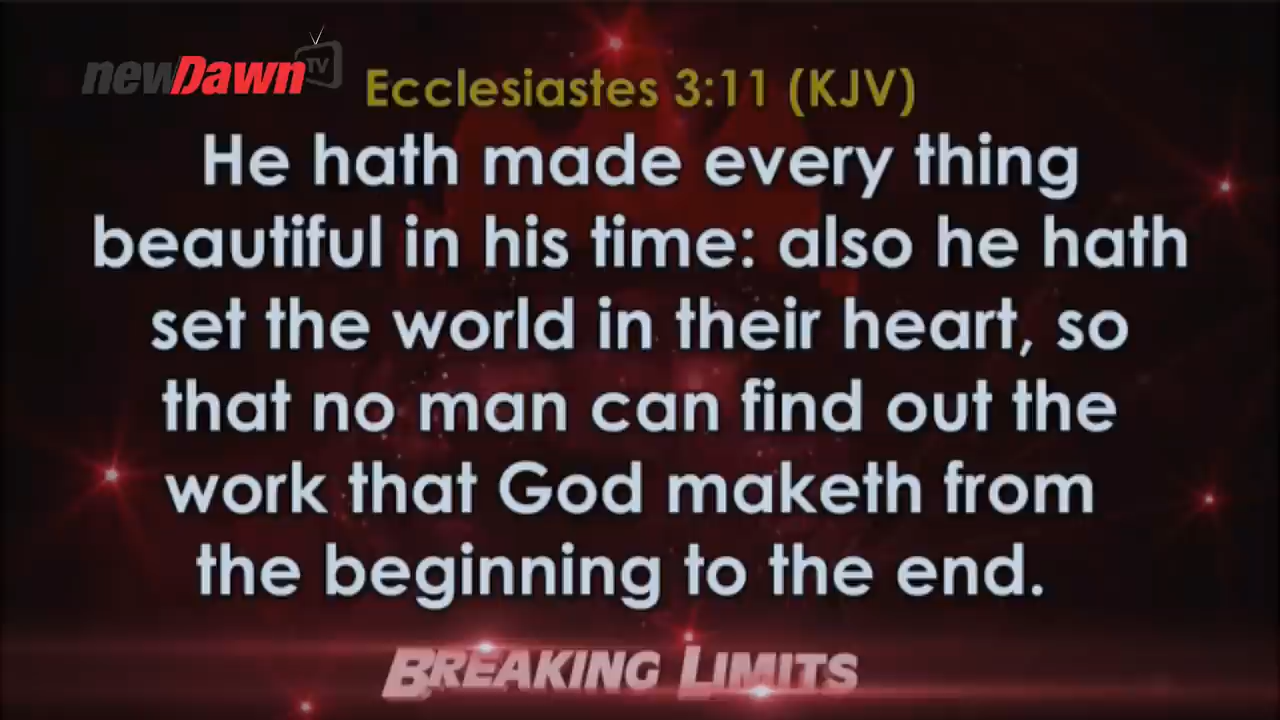 newDawn TV
Ecclesiastes 3:11 (KJV)
He hath made every thing
beautiful in his time: also he hath
set the world in their heart, so
that no man can find out the
work that God maketh from
the beginning to the end.
BREAKING LIMITS